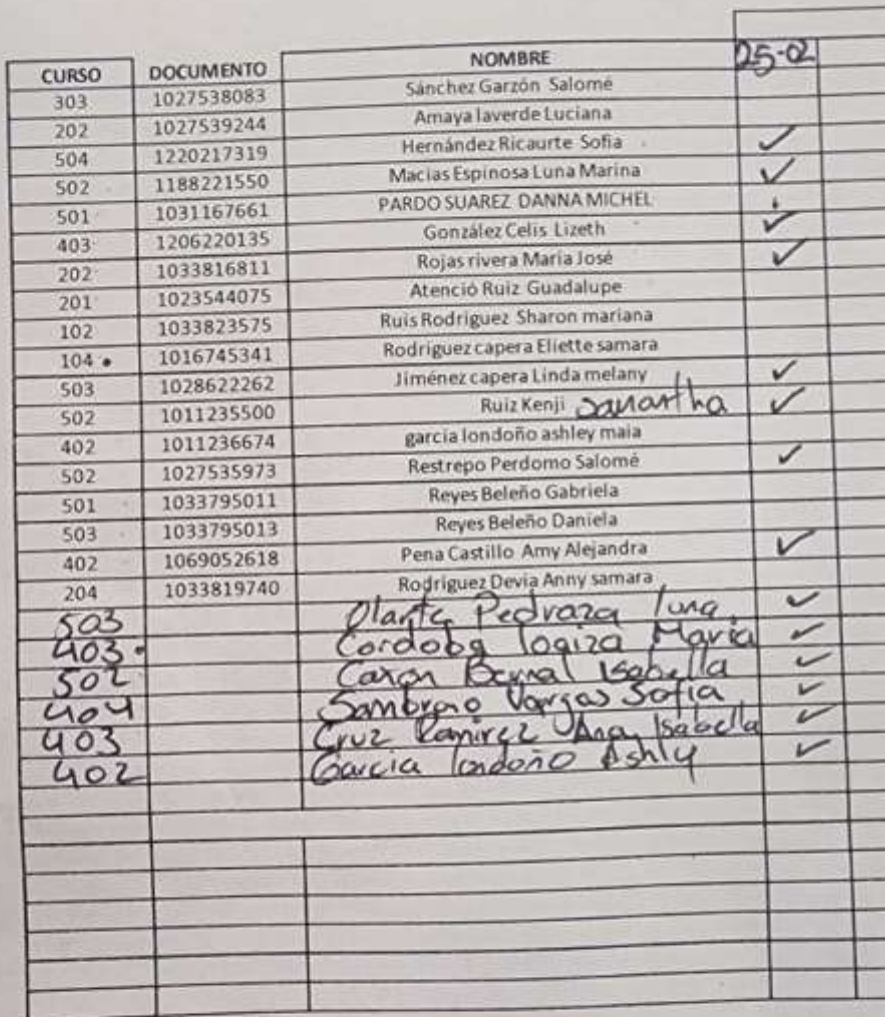 25-02
CURSO DOCUMENTO NOMBRE
303 1027538083 Sánchez Garzón Salomé
202 1027539244 Amaya laverde Luciana
504 1220217319 Hernández Ricaurte Sofia ✓
502 1188221550 Macias Espinosa Luna Marina ✓
501 1031167661 PARDO SUAREZ DANNA MICHEL
403 1206220135 González Celis Lizeth ✓
202 1033816811 Rojas rivera Maria José ✓
201 1023544075 Atenció Ruiz Guadalupe
102 1033823575 Ruis Rodriguez Sharon mariana
104 1016745341 Rodriguez capera Eliette samara
503 1028622262 Jiménez capera Linda melany ✓
502 1011235500 Ruiz Kenji Samantha ✓
402 1011236674 garcia londoño ashley maia
502 1027535973 Restrepo Perdomo Salomé ✓
501 1033795011 Reyes Beleño Gabriela
503 1033795013 Reyes Beleño Daniela
402 1069052618 Pena Castillo Amy Alejandra ✓
204 1033819740 Rodriguez Devia Anny samara
503 Olarte Pedraza luna ✓
403 Cordoba logiza Maria ✓
502 Bernal Isabella ✓
404 Sambrano Vargas Sofia ✓
403 Cruz Ramirez Ana Isabella ✓
402 Garcia londoño Ashly ✓